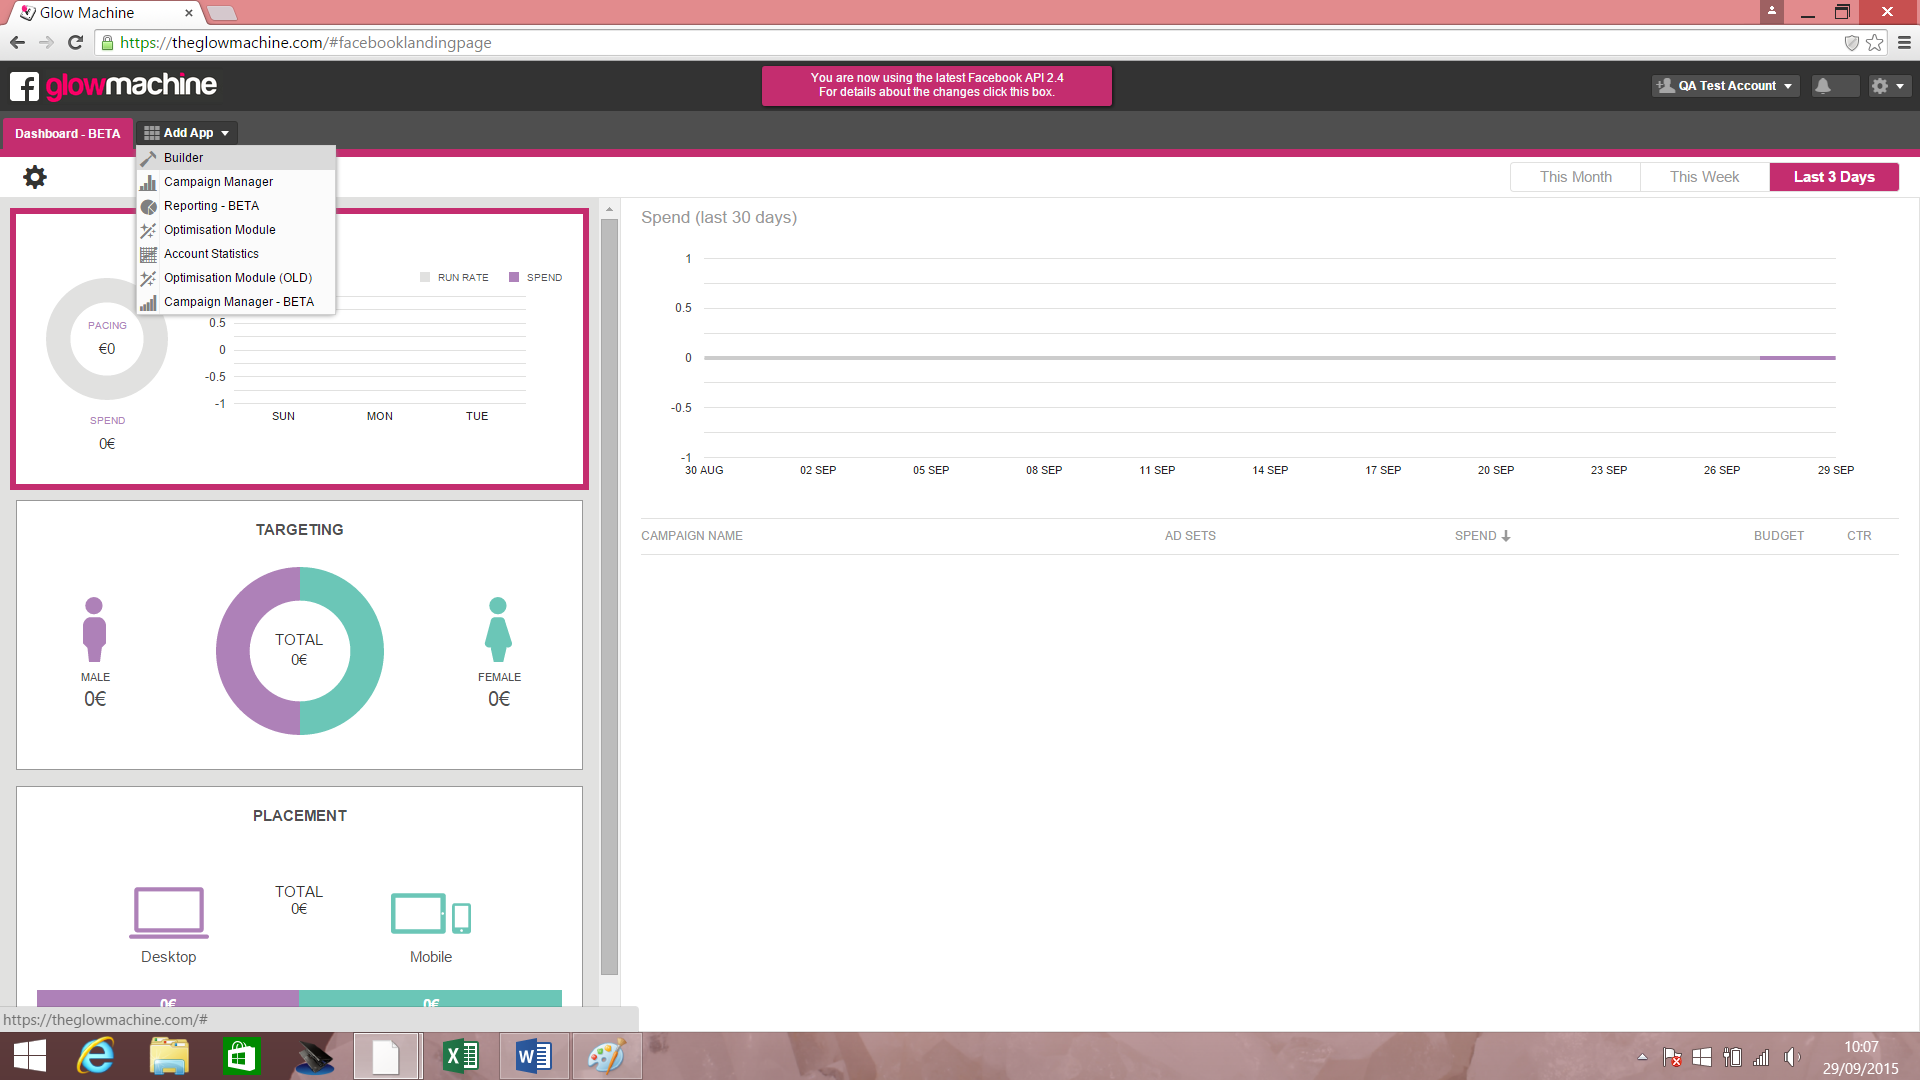 Glow Machine
https://theglowmachine.com/#facebooklandingpage
glowmachine
You are now using the latest Facebook API 2.4
For details about the changes click this box.
QA Test Account
Dashboard - BETA
Add App
Builder
Campaign Manager
Reporting - BETA
Optimisation Module
Account Statistics
Optimisation Module (OLD)
Campaign Manager - BETA
This Month
This Week
Last 3 Days
RUN RATE
SPEND
PACING
€0
SPEND
0€
0.5
0
-0.5
-1
SUN
MON
TUE
TARGETING
MALE
0€
TOTAL
0€
FEMALE
0€
PLACEMENT
TOTAL
0€
Desktop
Mobile
0€
0€
Spend (last 30 days)
1
0.5
0
-0.5
-1
30 AUG
02 SEP
05 SEP
08 SEP
11 SEP
14 SEP
17 SEP
20 SEP
23 SEP
26 SEP
29 SEP
CAMPAIGN NAME
AD SETS
SPEND
BUDGET
CTR
https://theglowmachine.com/#
10:07
29/09/2015